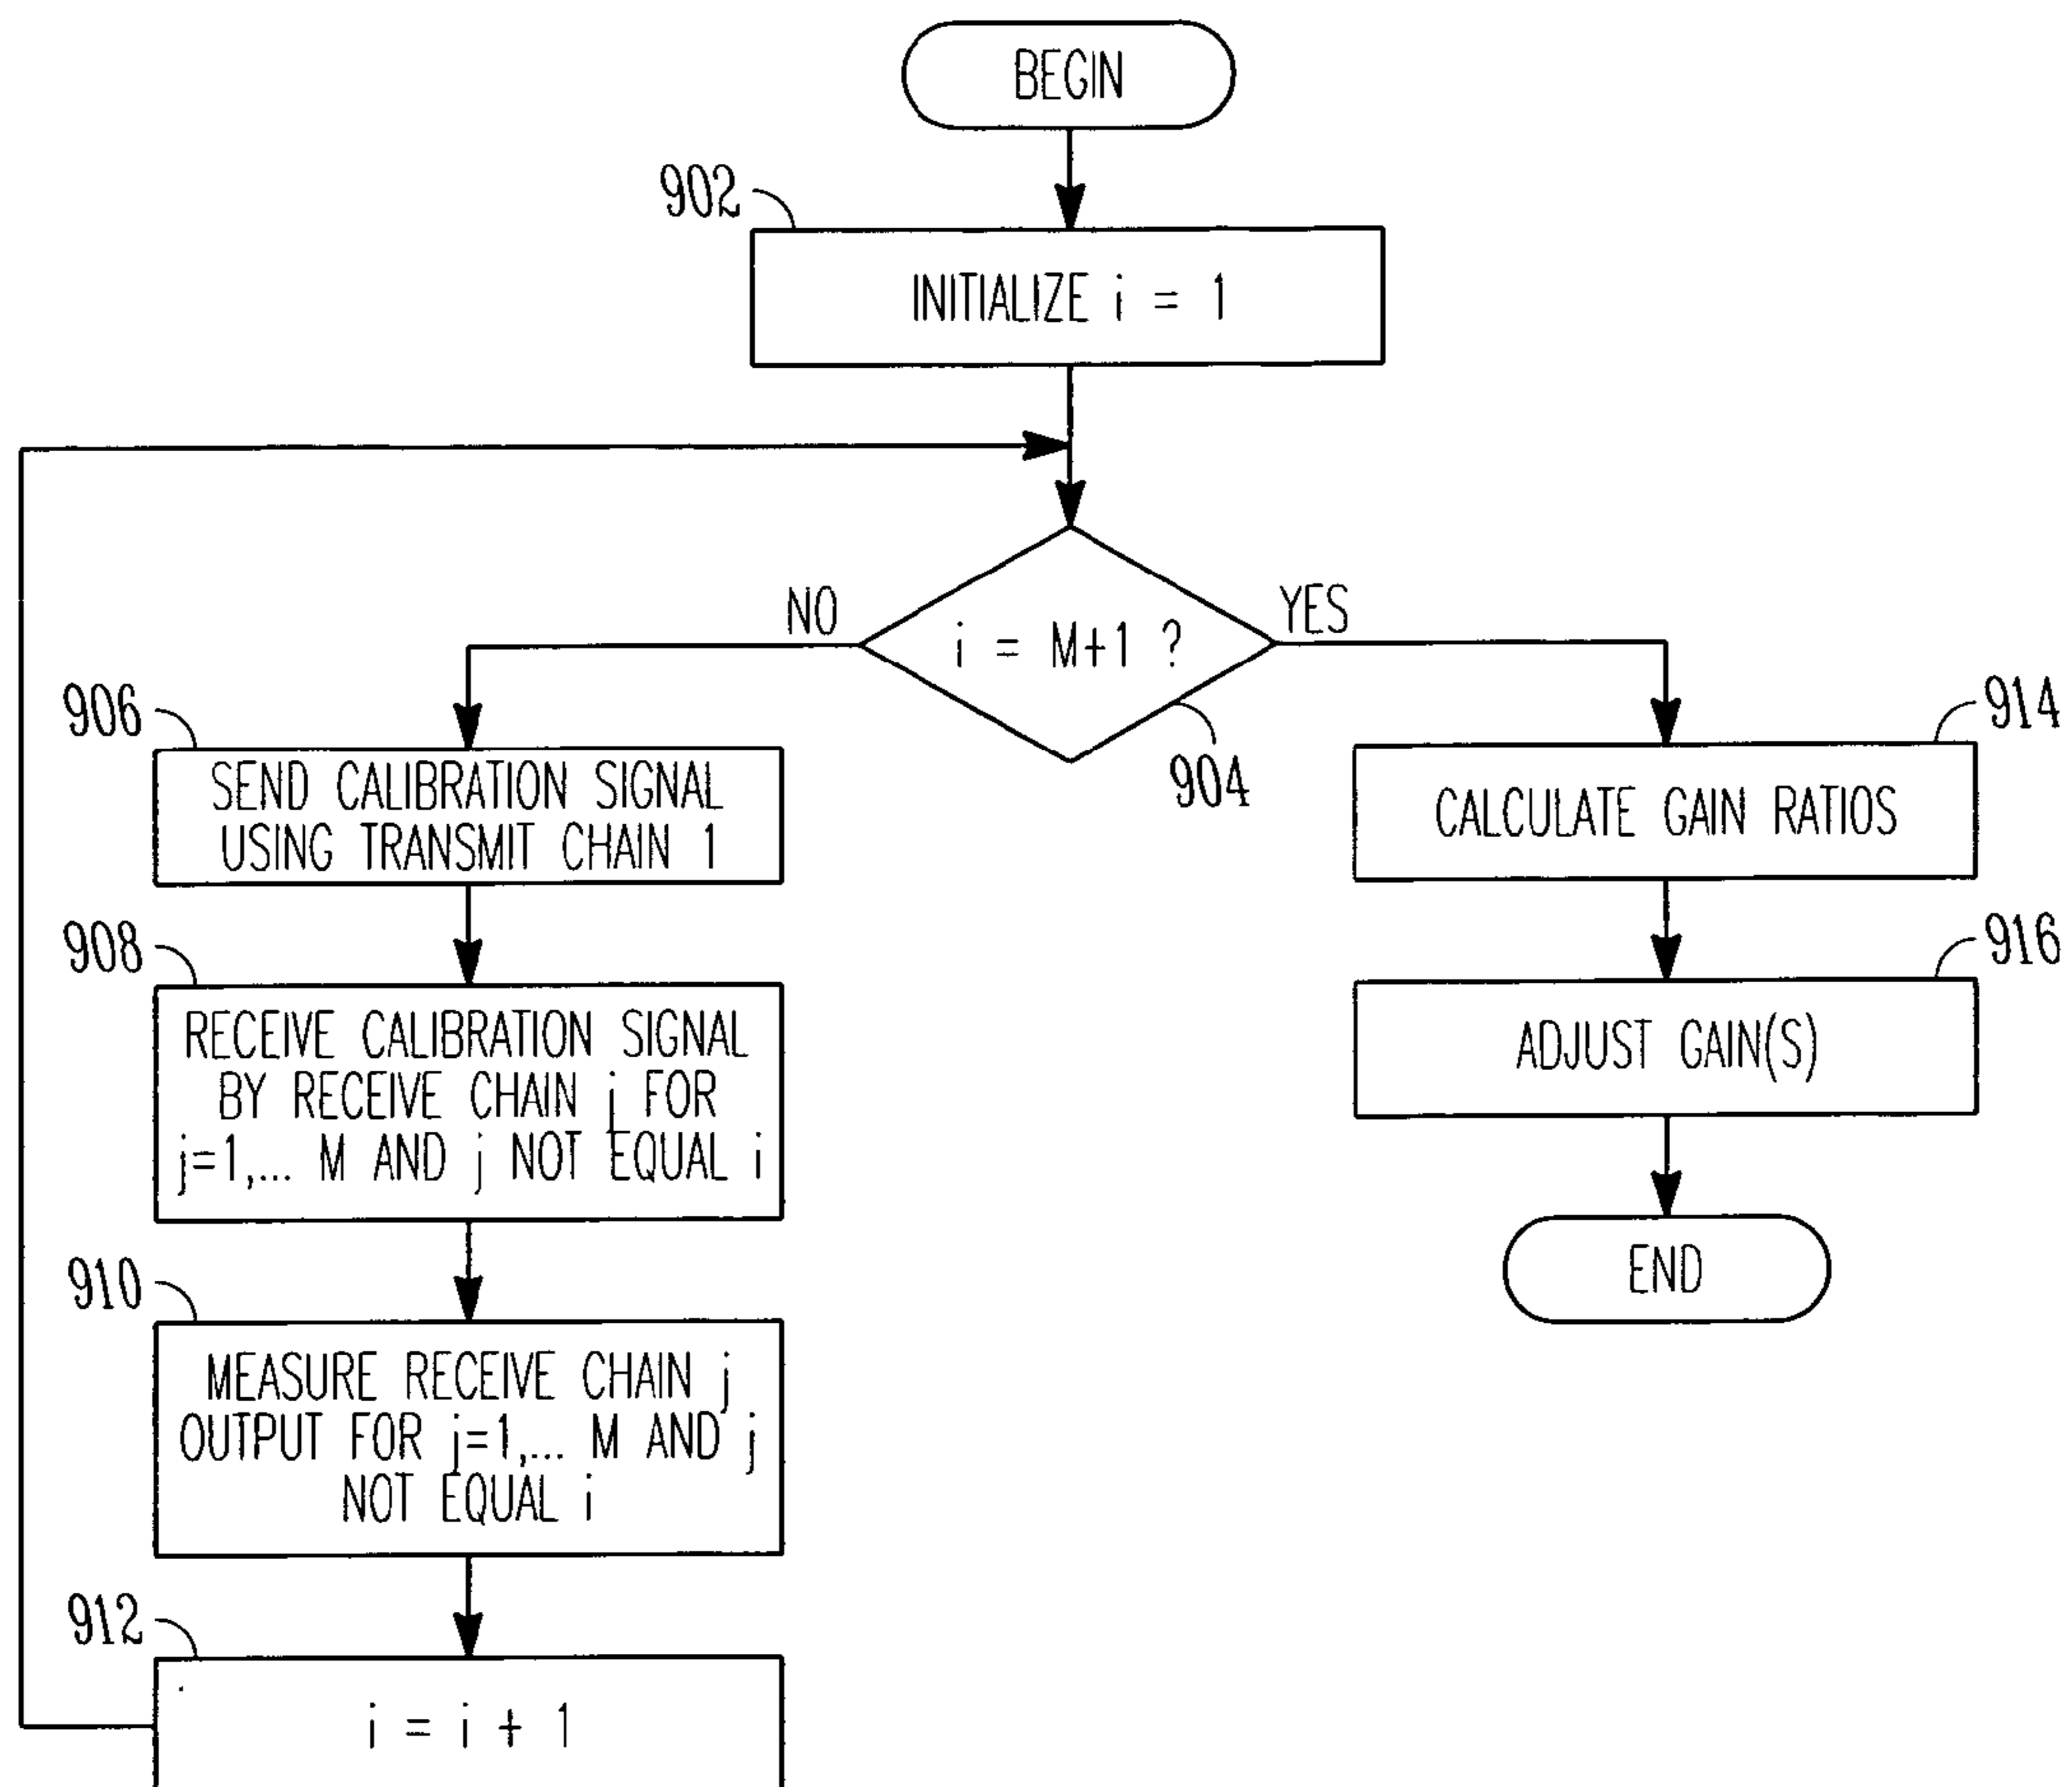 BEGIN
902
INITIALIZE i = 1
NO
i = M+1 ?
YES
904
906
SEND CALIBRATION SIGNAL
USING TRANSMIT CHAIN 1
908
RECEIVE CALIBRATION SIGNAL
BY RECEIVE CHAIN j FOR
j=1,... M AND j NOT EQUAL i
910
MEASURE RECEIVE CHAIN j
OUTPUT FOR j=1,... M AND j
NOT EQUAL i
912
i = i + 1
914
CALCULATE GAIN RATIOS
916
ADJUST GAIN(S)
END